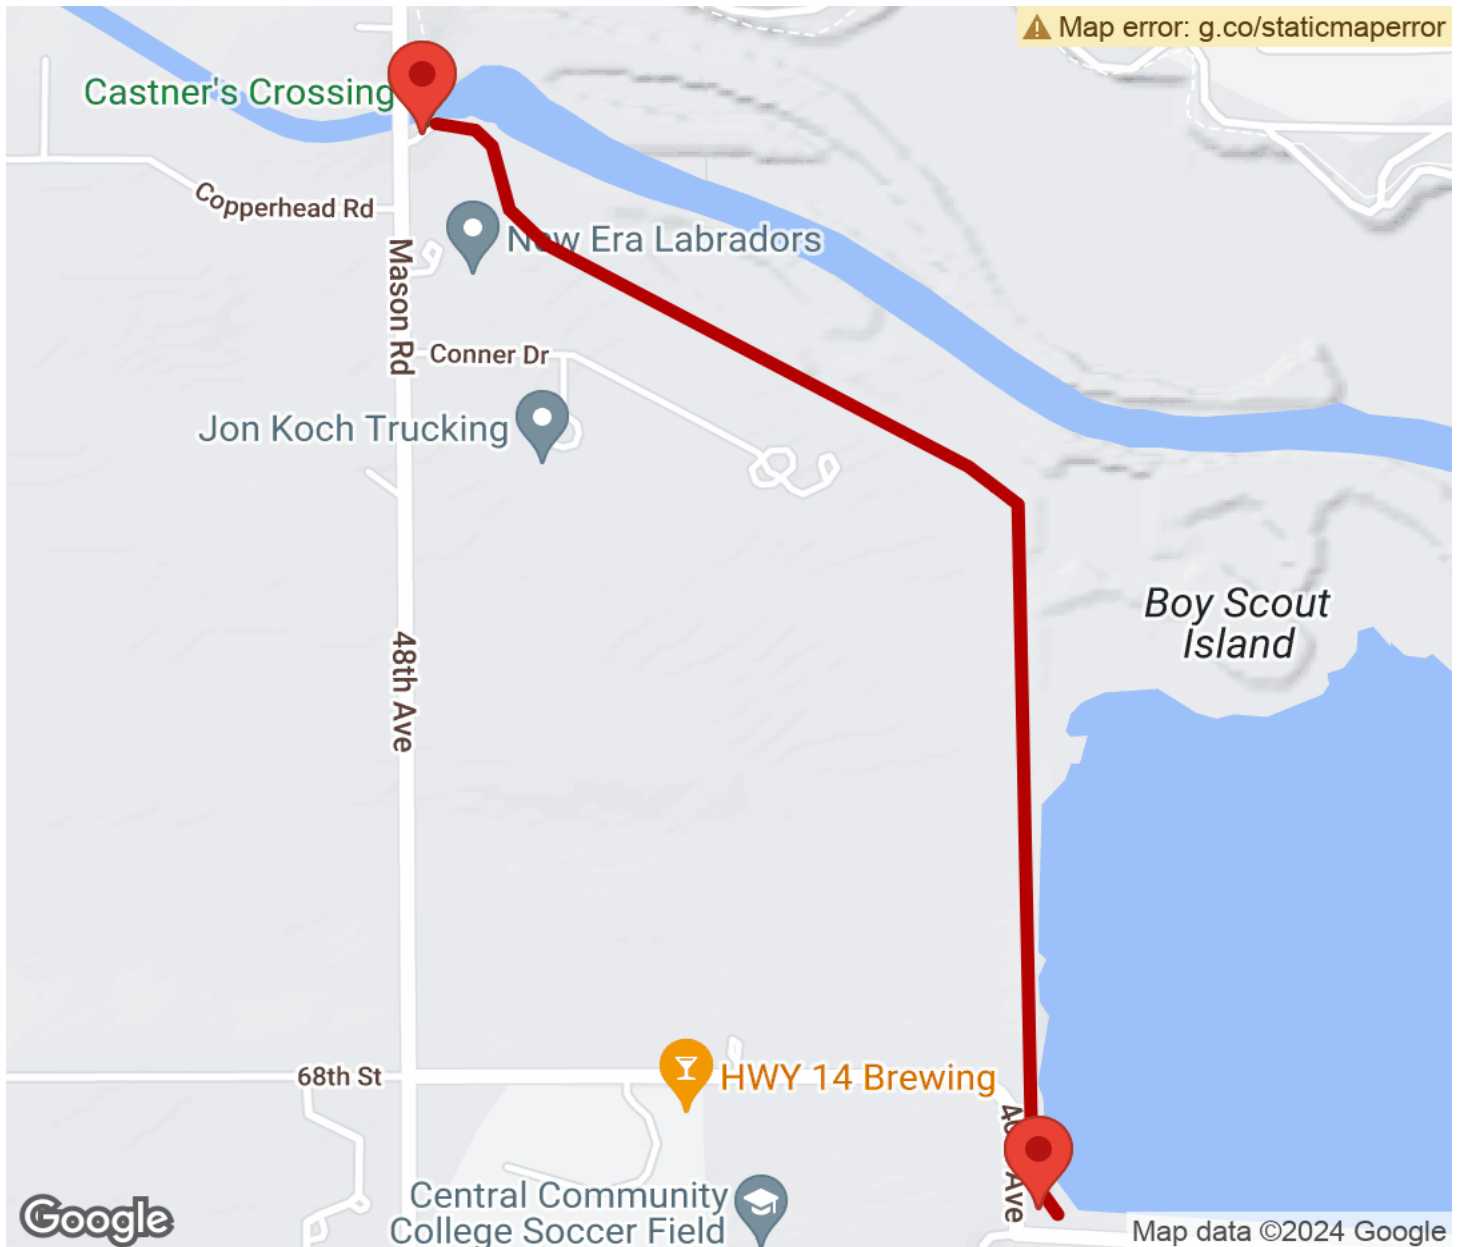 Map error: g.co/staticmaperror
Castner's Crossing
Copperhead Rd
New Era Labradors
Mason Rd
Conner Dr
Jon Koch Trucking
Boy Scout
Island
48th Ave
68th St
HWY 14 Brewing
Ave
Central Community
College Soccer Field
Google
Map data ©2024 Google